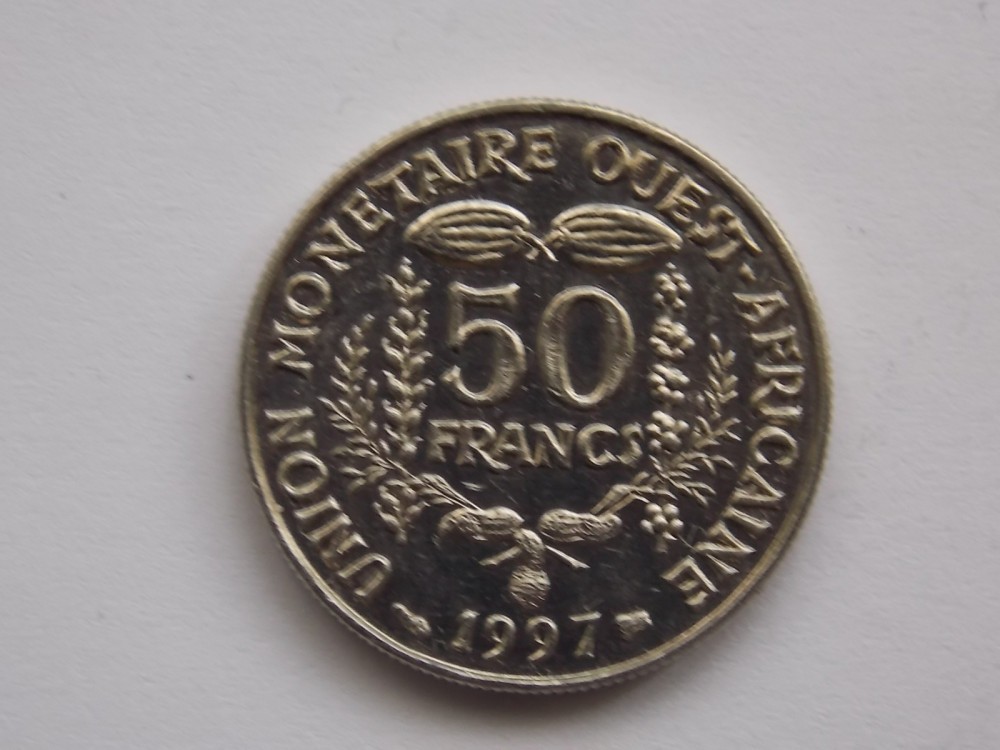 UNION MONETAIRE OUEST-AFRICAINE
50
FRANCS
1997